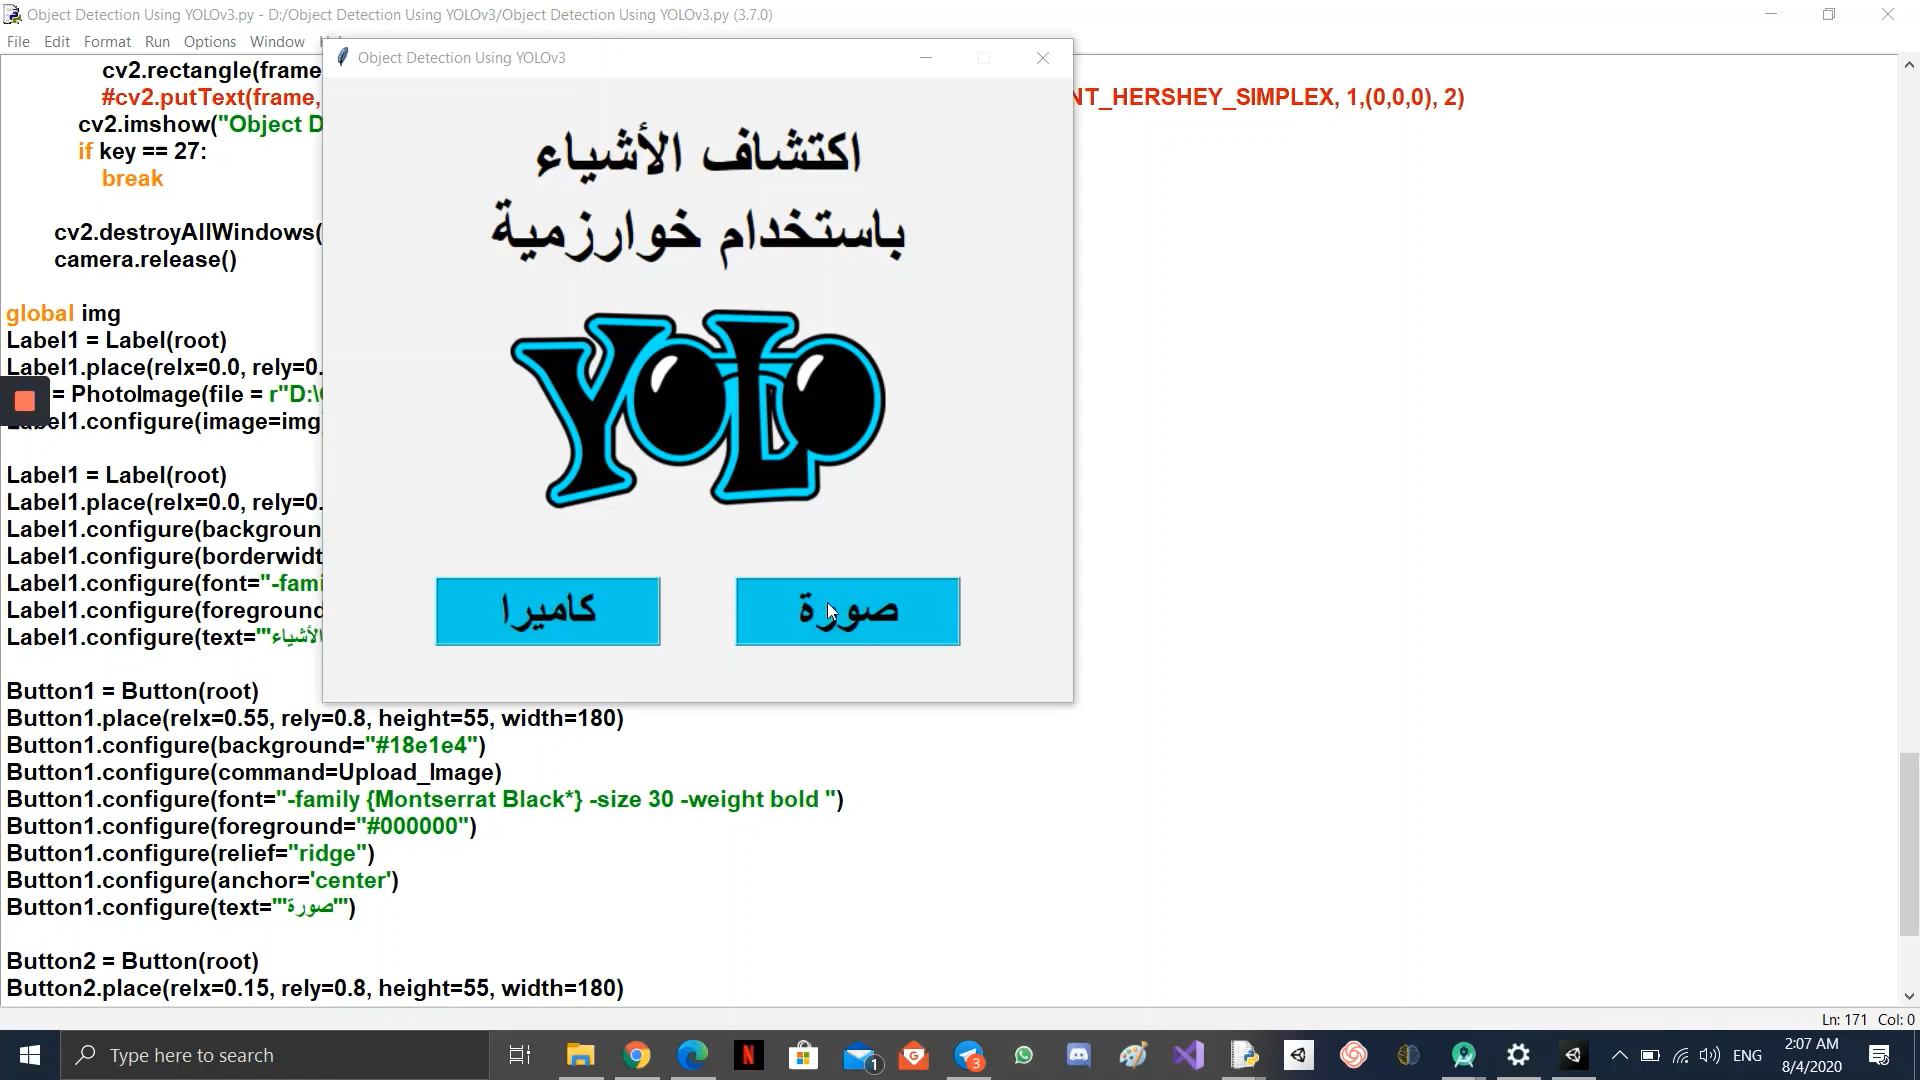 Object Detection Using YOLOv3.py - D:/Object Detection Using YOLOv3/Object Detection Using YOLOv3.py (3.7.0)
File Edit Format Run Options Window
Object Detection Using YOLOv3
cv2.rectangle(frame
#cv2.putText(frame, NT_HERSHEY_SIMPLEX, 1,(0,0,0), 2)
cv2.imshow("Object D
if key == 27:
break
cv2.destroyAllWindows(
camera.release()
global img
Label1 = Label(root)
Label1.place(relx=0.0, rely=0.
= PhotoImage(file = r"D:\
Label1.configure(image=img
Label1 = Label(root)
Label1.place(relx=0.0, rely=0.
Label1.configure(backgroun
Label1.configure(borderwidt
Label1.configure(font="-fami
Label1.configure(foreground
Label1.configure(text='''الأشياء
اكتشاف الأشياء
باستخدام خوارزمية
YOLO
كاميرا
صورة
Button1 = Button(root)
Button1.place(relx=0.55, rely=0.8, height=55, width=180)
Button1.configure(background="#18e1e4")
Button1.configure(command=Upload_Image)
Button1.configure(font="-family {Montserrat Black*} -size 30 -weight bold ")
Button1.configure(foreground="#000000")
Button1.configure(relief="ridge")
Button1.configure(anchor='center')
Button1.configure(text='''صورة''')
Button2 = Button(root)
Button2.place(relx=0.15, rely=0.8, height=55, width=180)
Ln: 171 Col: 0
Type here to search
1
3
ENG
2:07 AM
8/4/2020